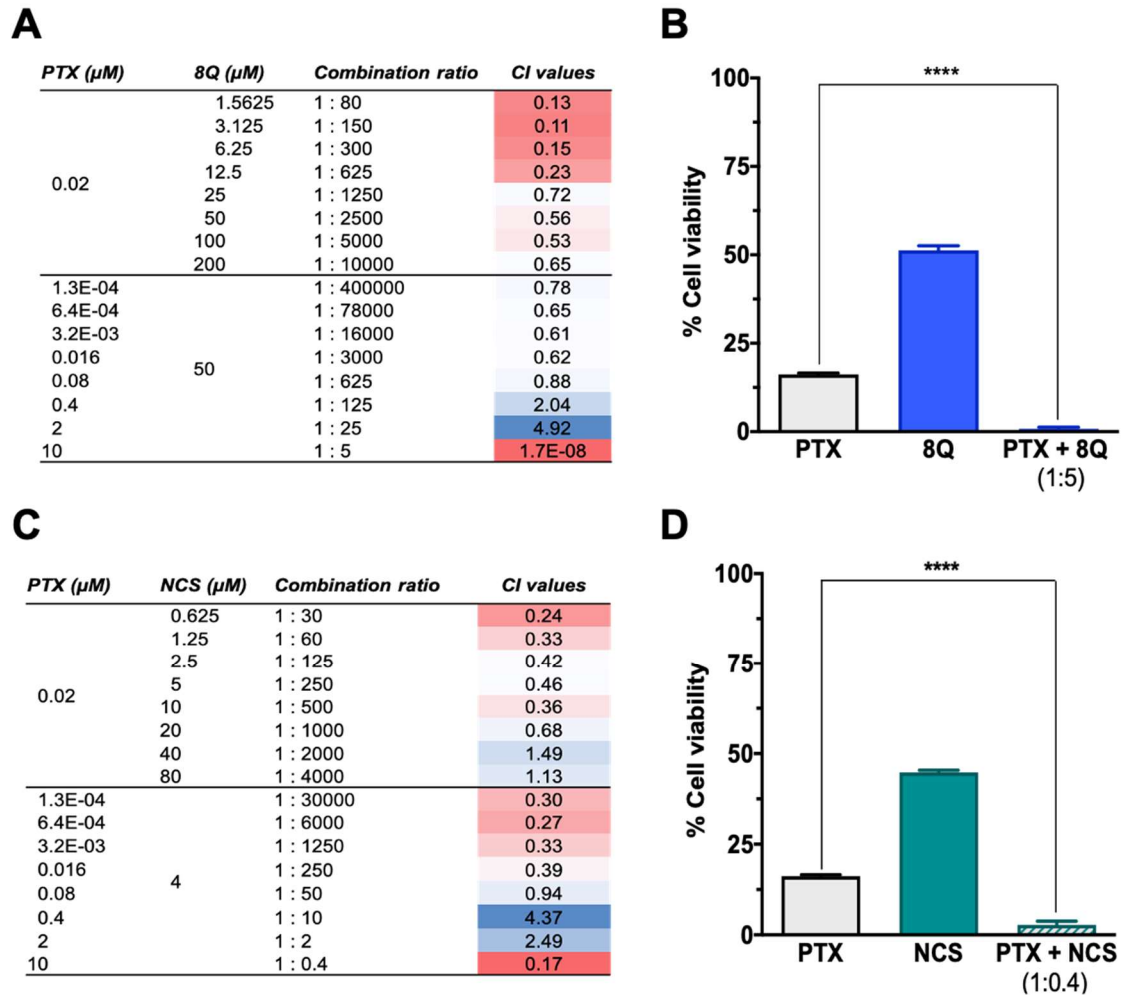 A
PTX (µM) 8Q (µM) Combination ratio CI values
1.5625 1 : 80 0.13
3.125 1 : 150 0.11
6.25 1 : 300 0.15
12.5 1 : 625 0.23
0.02
25 1 : 1250 0.72
50 1 : 2500 0.56
100 1 : 5000 0.53
200 1 : 10000 0.65
1.3E-04 1 : 400000 0.78
6.4E-04 1 : 78000 0.65
3.2E-03 1 : 16000 0.61
0.016 1 : 3000 0.62
50
0.08 1 : 625 0.88
0.4 1 : 125 2.04
2 1 : 25 4.92
10 1 : 5 1.7E-08
B
****
100
75
50
25
0
% Cell viability
PTX 8Q PTX + 8Q
(1:5)
C
PTX (µM) NCS (µM) Combination ratio CI values
0.625 1 : 30 0.24
1.25 1 : 60 0.33
2.5 1 : 125 0.42
5 1 : 250 0.46
0.02
10 1 : 500 0.36
20 1 : 1000 0.68
40 1 : 2000 1.49
80 1 : 4000 1.13
1.3E-04 1 : 30000 0.30
6.4E-04 1 : 6000 0.27
3.2E-03 1 : 1250 0.33
0.016 1 : 250 0.39
4
0.08 1 : 50 0.94
0.4 1 : 10 4.37
2 1 : 2 2.49
10 1 : 0.4 0.17
D
****
100
75
50
25
0
% Cell viability
PTX NCS PTX + NCS
(1:0.4)